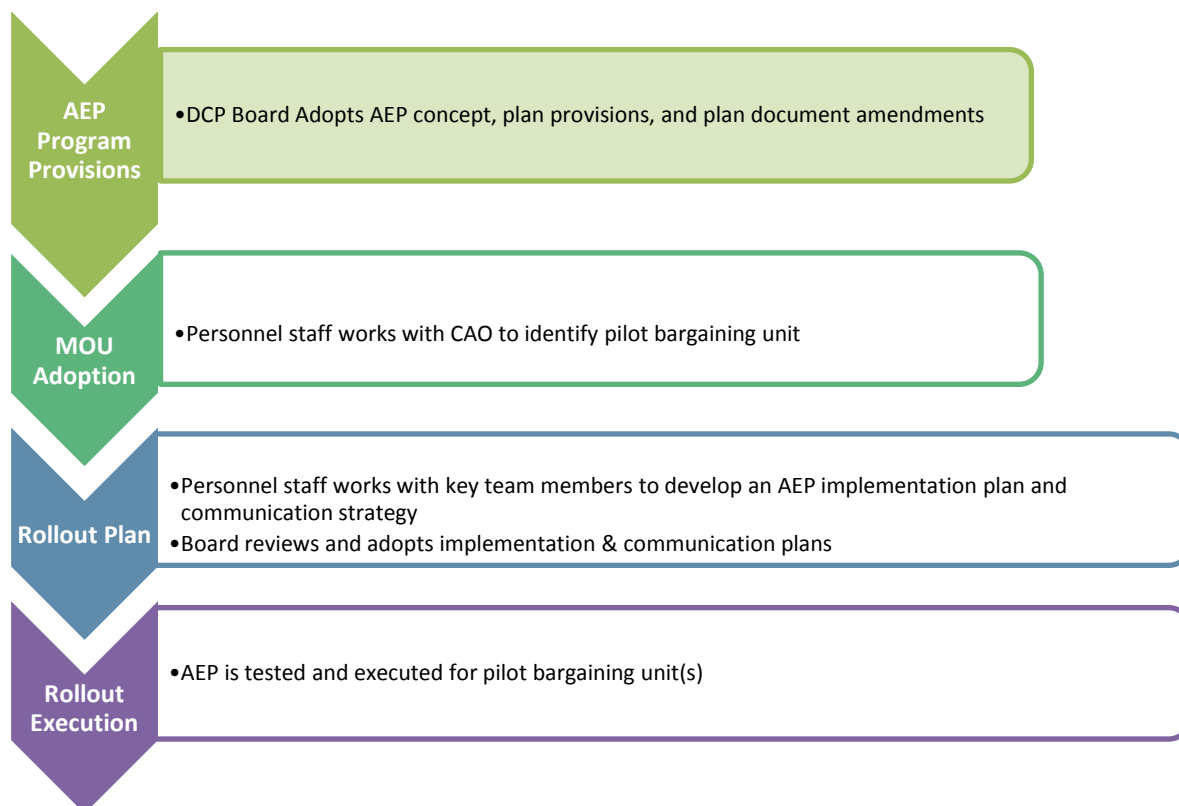 AEP
Program
Provisions
•DCP Board Adopts AEP concept, plan provisions, and plan document amendments
MOU
Adoption
•Personnel staff works with CAO to identify pilot bargaining unit
Rollout Plan
•Personnel staff works with key team members to develop an AEP implementation plan and
communication strategy
•Board reviews and adopts implementation & communication plans
Rollout
Execution
•AEP is tested and executed for pilot bargaining unit(s)